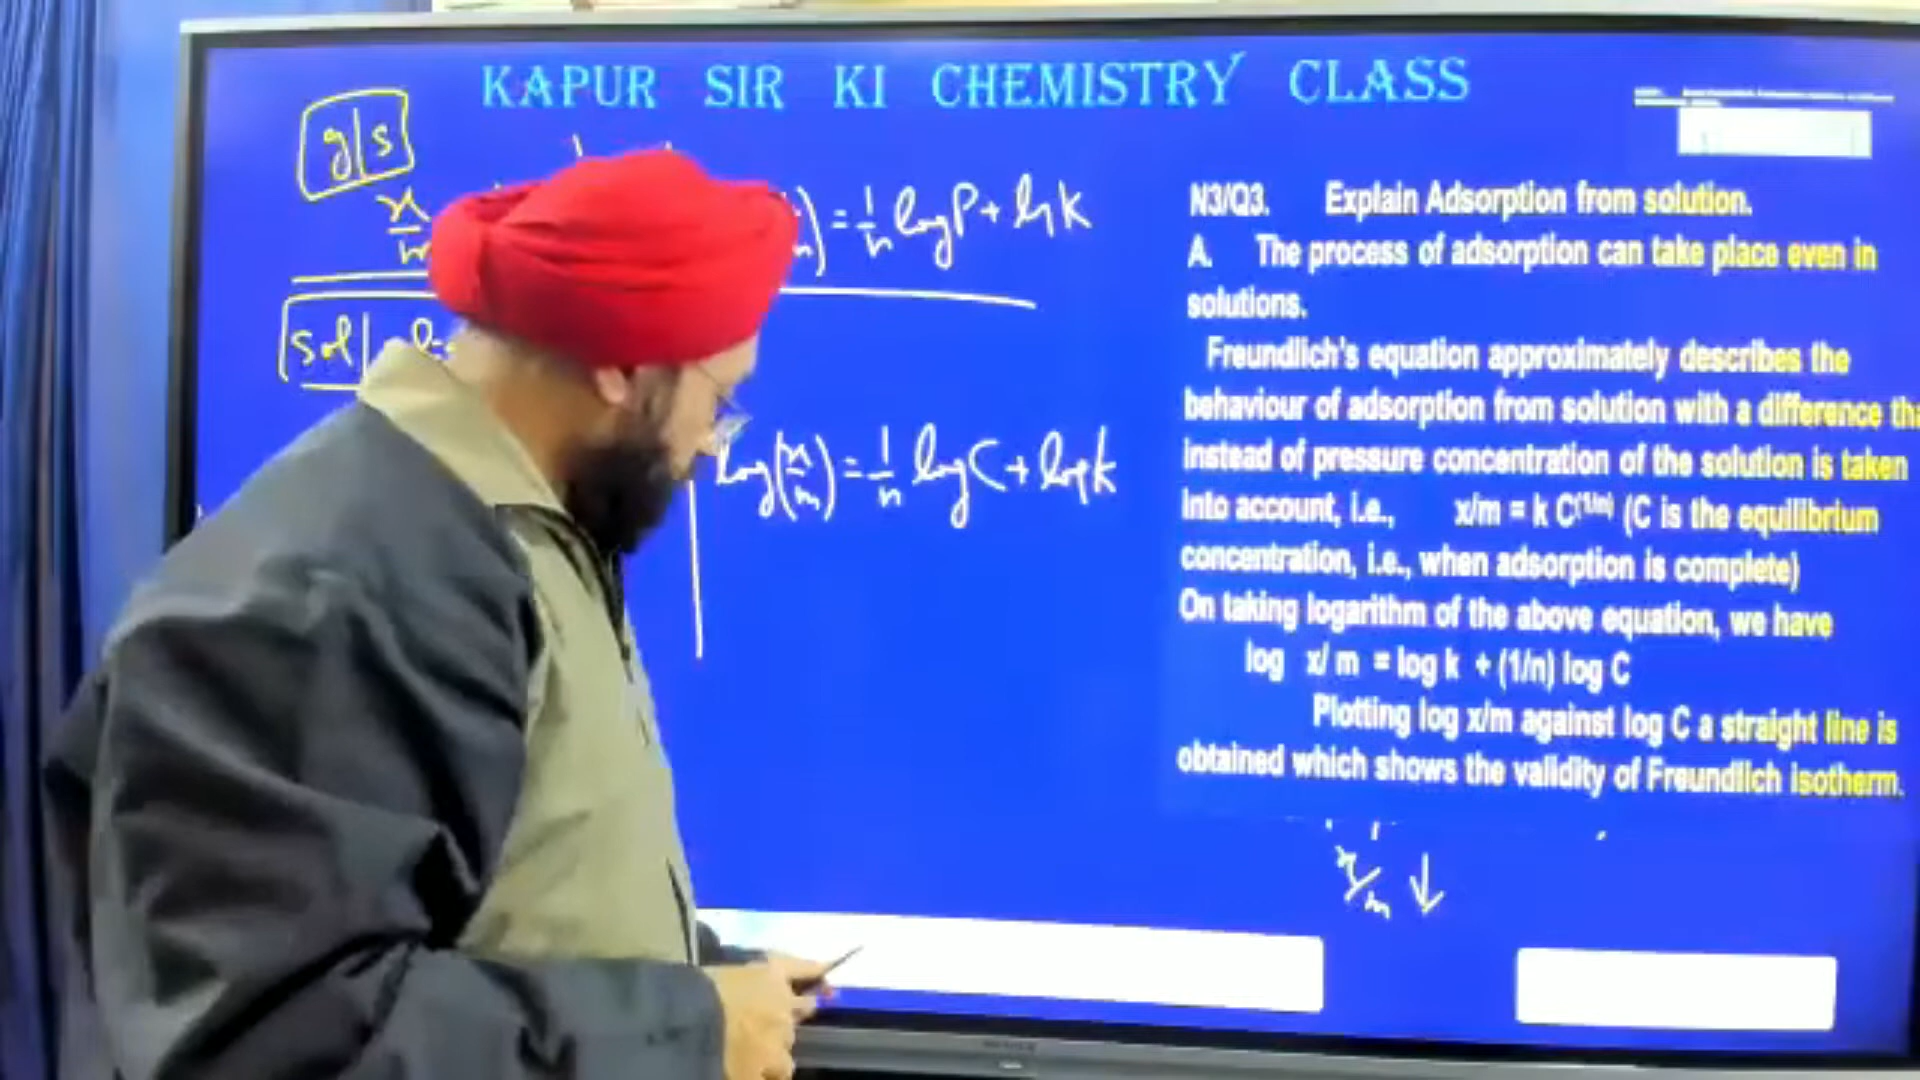 KAPUR SIR KI CHEMISTRY CLASS
g|s
x/m
) = 1/n log P + log K
sol|
log(x/m) = 1/n log C + log K
N3/Q3. Explain Adsorption from solution.
A. The process of adsorption can take place even in
solutions.
Freundlich's equation approximately describes the
behaviour of adsorption from solution with a difference tha
instead of pressure concentration of the solution is taken
into account, i.e., x/m = k C(1/n) (C is the equilibrium
concentration, i.e., when adsorption is complete)
On taking logarithm of the above equation, we have
log x/ m = log k + (1/n) log C
Plotting log x/m against log C a straight line is
obtained which shows the validity of Freundlich isotherm.
x/m ↓